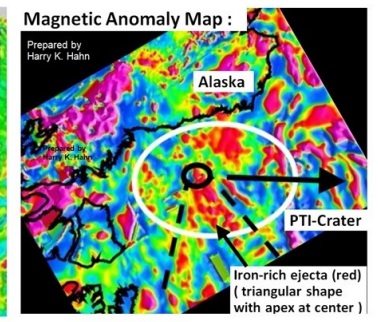 Magnetic Anomaly Map :
Prepared by
Harry K. Hahn
Alaska
Prepared by
Harry K. Hahn
PTI-Crater
Iron-rich ejecta (red)
( triangular shape
with apex at center )